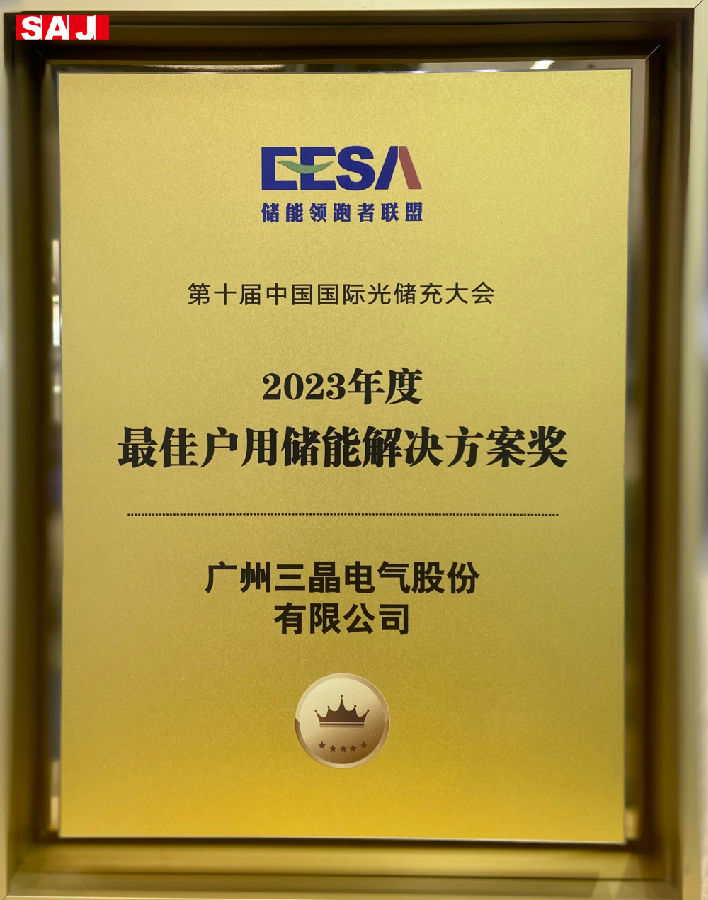 SAJ
EESA
储能领跑者联盟
第十届中国国际光储充大会
2023年度
最佳户用储能解决方案奖
广州三晶电气股份
有限公司